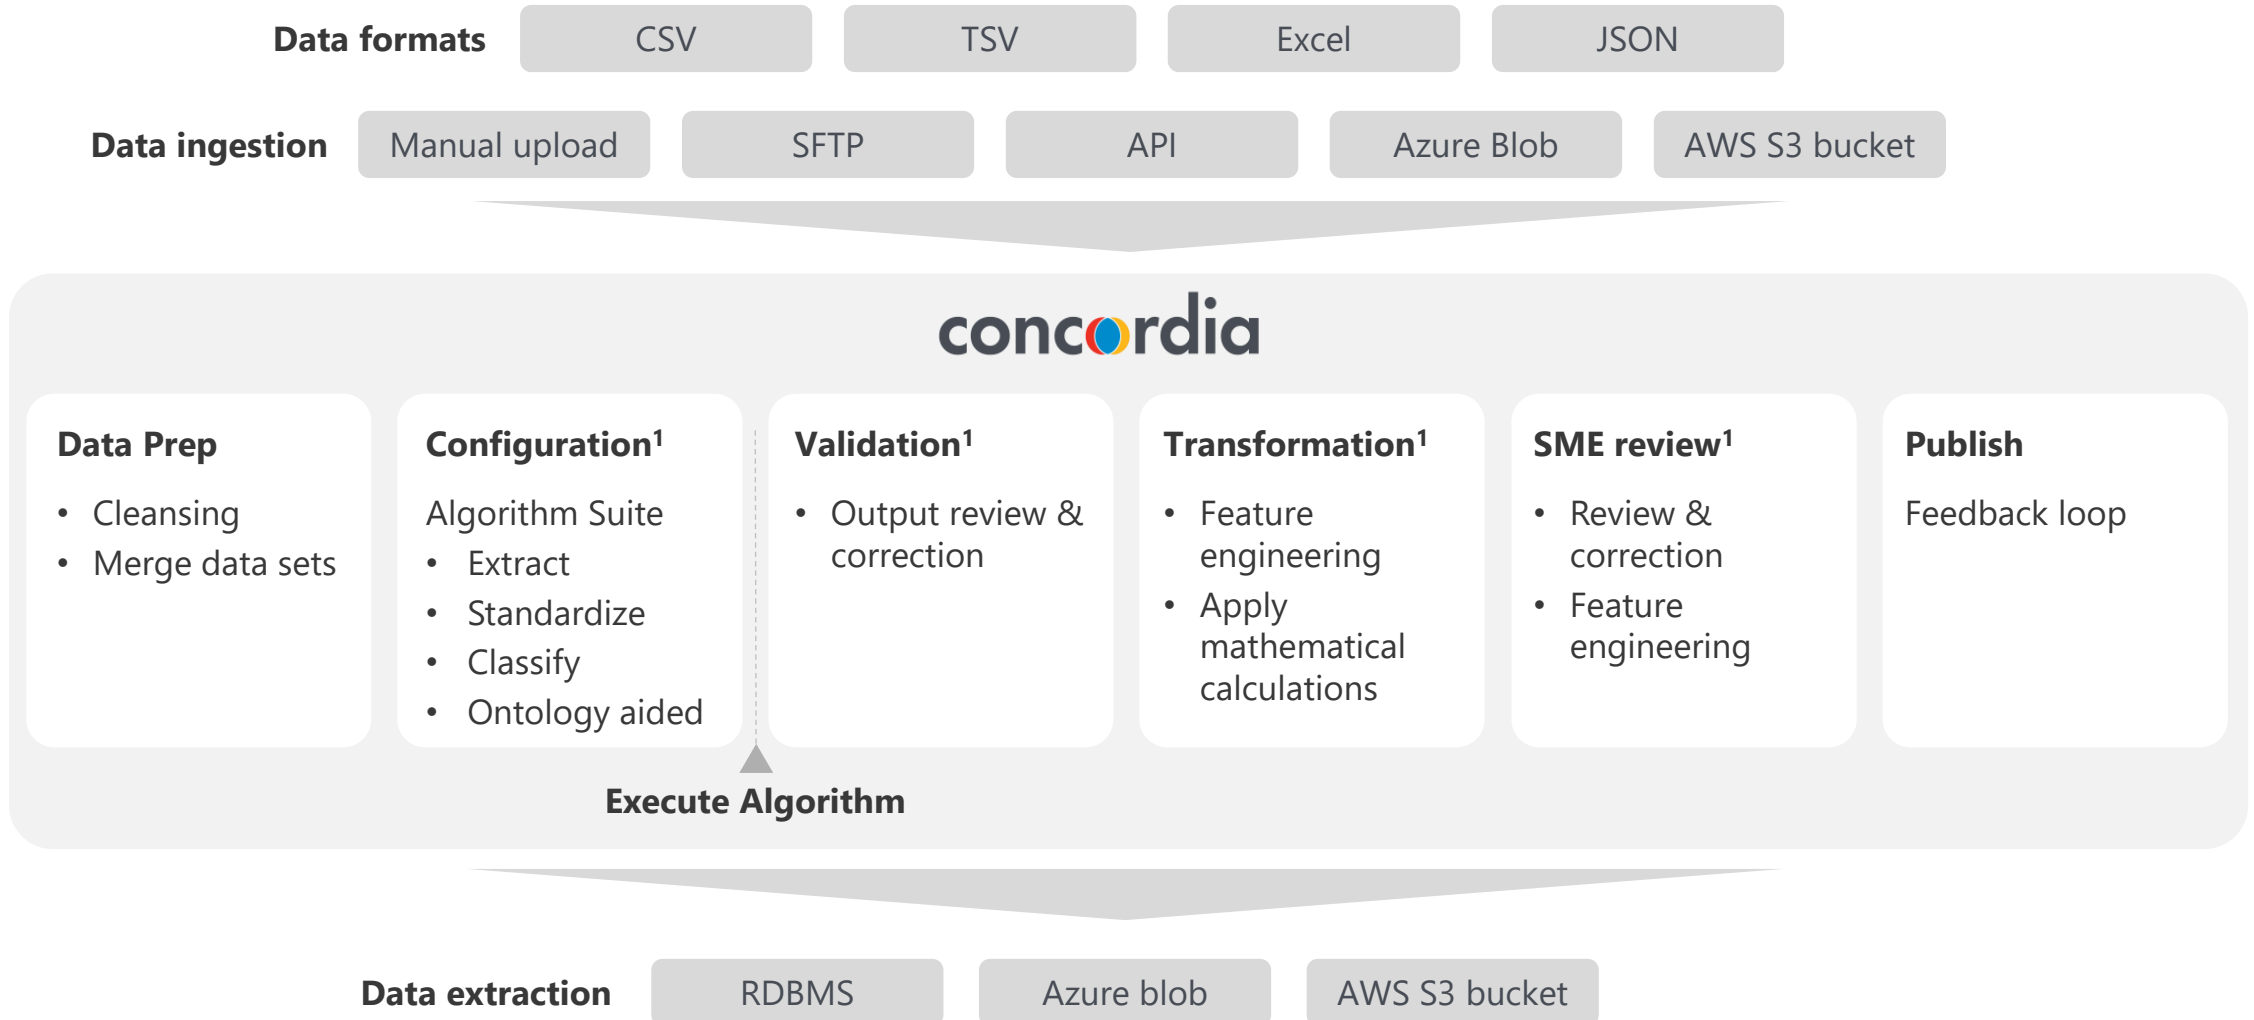 Data formats CSV TSV Excel JSON
Data ingestion Manual upload SFTP API Azure Blob AWS S3 bucket
concordia
Data Prep
• Cleansing
• Merge data sets
Configuration¹
Algorithm Suite
• Extract
• Standardize
• Classify
• Ontology aided
Validation¹
• Output review &
correction
Transformation¹
• Feature
engineering
• Apply
mathematical
calculations
SME review¹
• Review &
correction
• Feature
engineering
Publish
Feedback loop
Execute Algorithm
Data extraction RDBMS Azure blob AWS S3 bucket